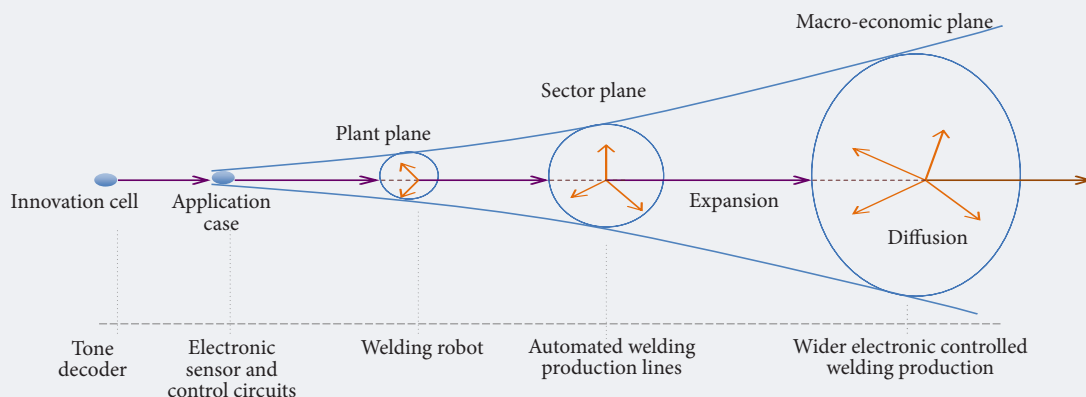 Macro-economic plane
Sector plane
Plant plane
Innovation cell
Application
case
Expansion
Diffusion
Tone
decoder
Electronic
sensor and
control circuits
Welding robot
Automated welding
production lines
Wider electronic controlled
welding production